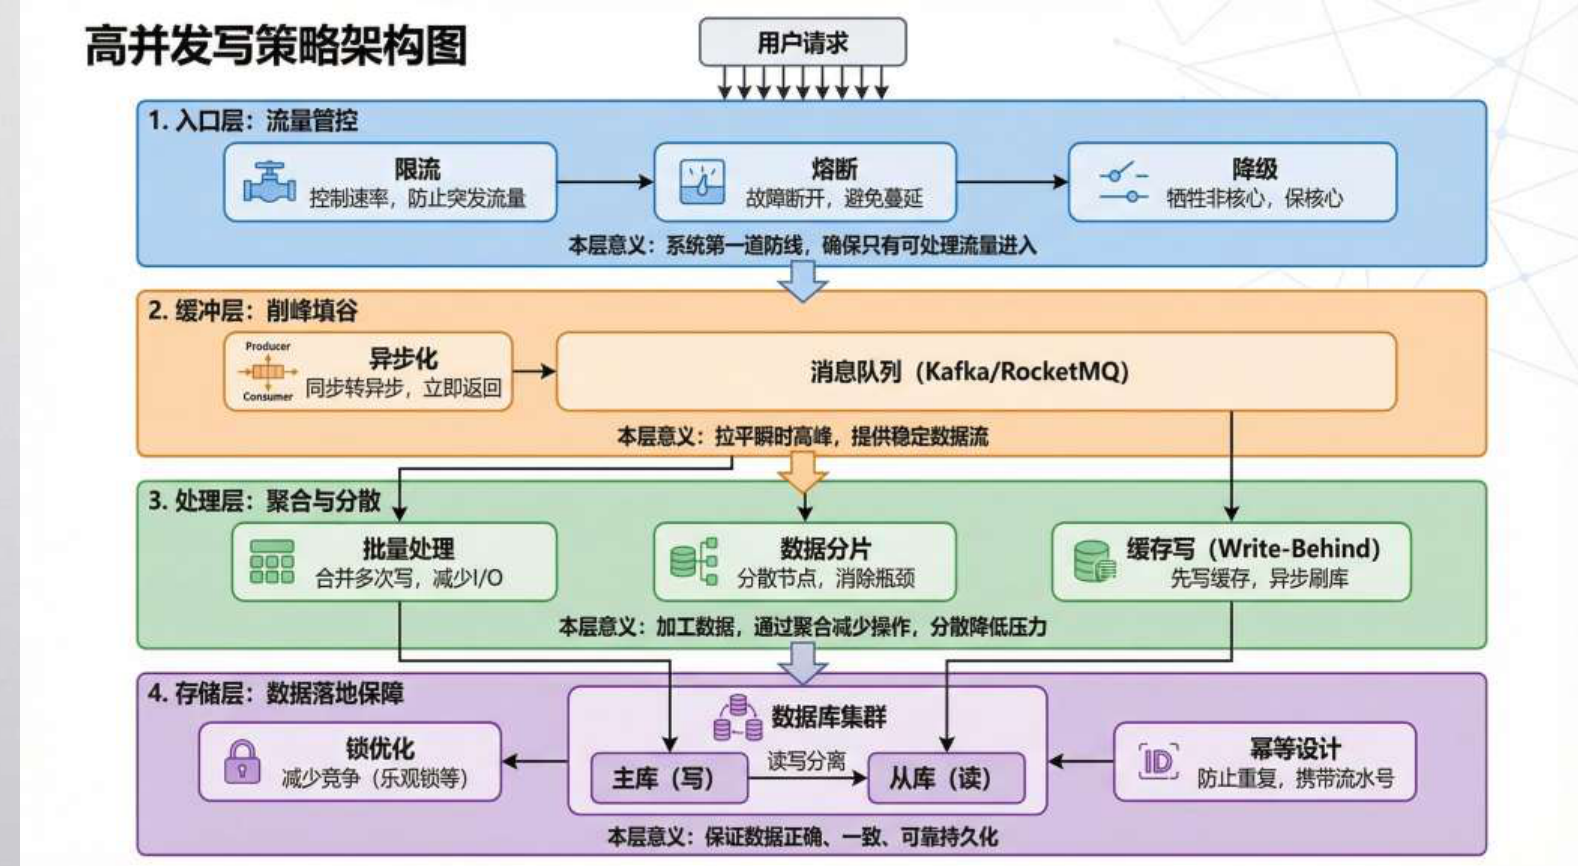 高并发写策略架构图
用户请求
1. 入口层：流量管控
限流
控制速率，防止突发流量
熔断
故障断开，避免蔓延
降级
牺牲非核心，保核心
本层意义：系统第一道防线，确保只有可处理流量进入
2. 缓冲层：削峰填谷
Producer
Consumer
异步化
同步转异步，立即返回
消息队列（Kafka/RocketMQ）
本层意义：拉平瞬时高峰，提供稳定数据流
3. 处理层：聚合与分散
批量处理
合并多次写，减少I/O
数据分片
分散节点，消除瓶颈
缓存写（Write-Behind）
先写缓存，异步刷库
本层意义：加工数据，通过聚合减少操作，分散降低压力
4. 存储层：数据落地保障
锁优化
减少竞争（乐观锁等）
数据库集群
主库（写）
读写分离
从库（读）
ID
幂等设计
防止重复，携带流水号
本层意义：保证数据正确、一致、可靠持久化